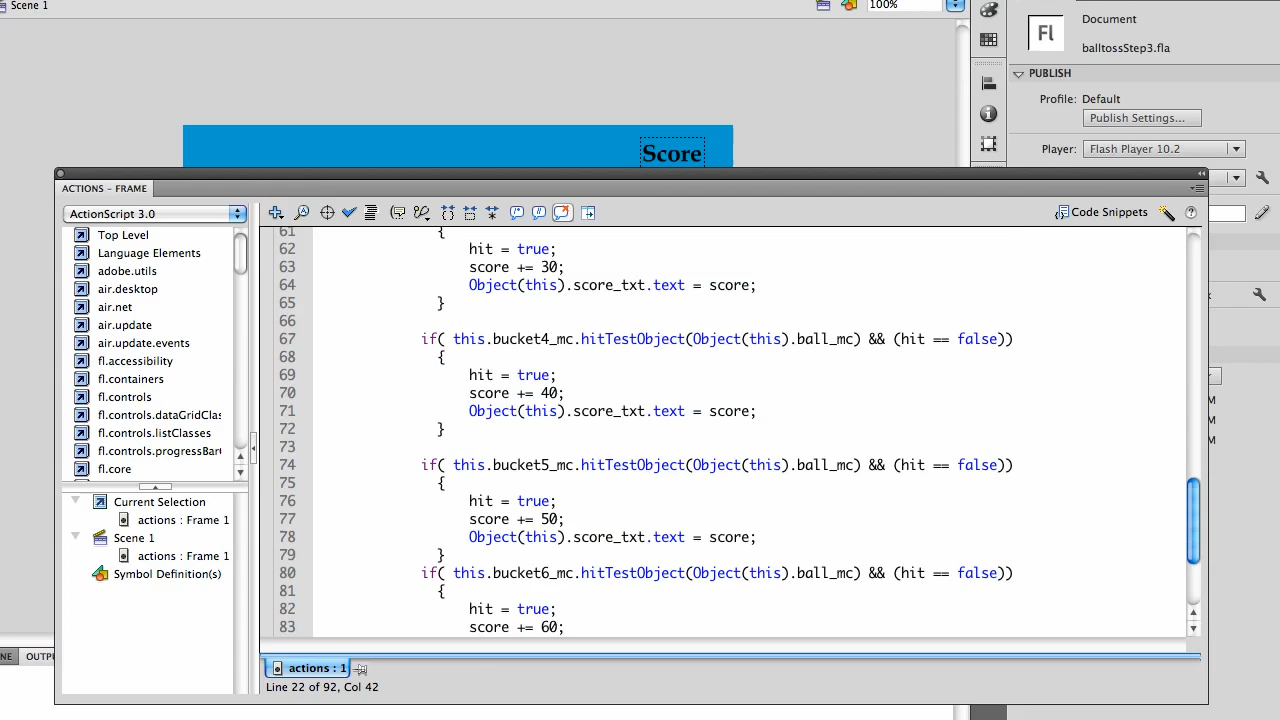 Scene 1
100%
Document
Fl
balltossStep3.fla
PUBLISH
Profile: Default
Publish Settings...
Score
Player: Flash Player 10.2
ACTIONS – FRAME
ActionScript 3.0
Code Snippets
Top Level
Language Elements
adobe.utils
air.desktop
air.net
air.update
air.update.events
fl.accessibility
fl.containers
fl.controls
fl.controls.dataGridClas
fl.controls.listClasses
fl.controls.progressBar
fl.core
Current Selection
actions : Frame 1
Scene 1
actions : Frame 1
Symbol Definition(s)
61 {
62 hit = true;
63 score += 30;
64 Object(this).score_txt.text = score;
65 }
66
67 if( this.bucket4_mc.hitTestObject(Object(this).ball_mc) && (hit == false))
68 {
69 hit = true;
70 score += 40;
71 Object(this).score_txt.text = score;
72 }
73
74 if( this.bucket5_mc.hitTestObject(Object(this).ball_mc) && (hit == false))
75 {
76 hit = true;
77 score += 50;
78 Object(this).score_txt.text = score;
79 }
80 if( this.bucket6_mc.hitTestObject(Object(this).ball_mc) && (hit == false))
81 {
82 hit = true;
83 score += 60;
M
M
M
NE
OUTP
actions : 1
Line 22 of 92, Col 42